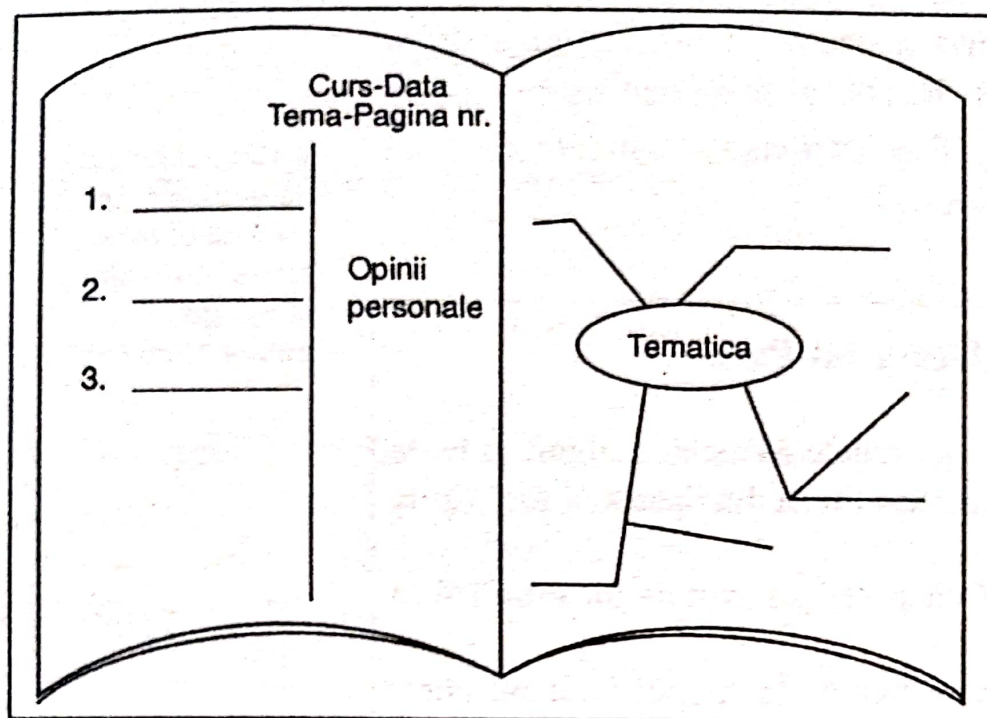 Curs-Data
Tema-Pagina nr.
1.
2.
3.
Opinii
personale
Tematica